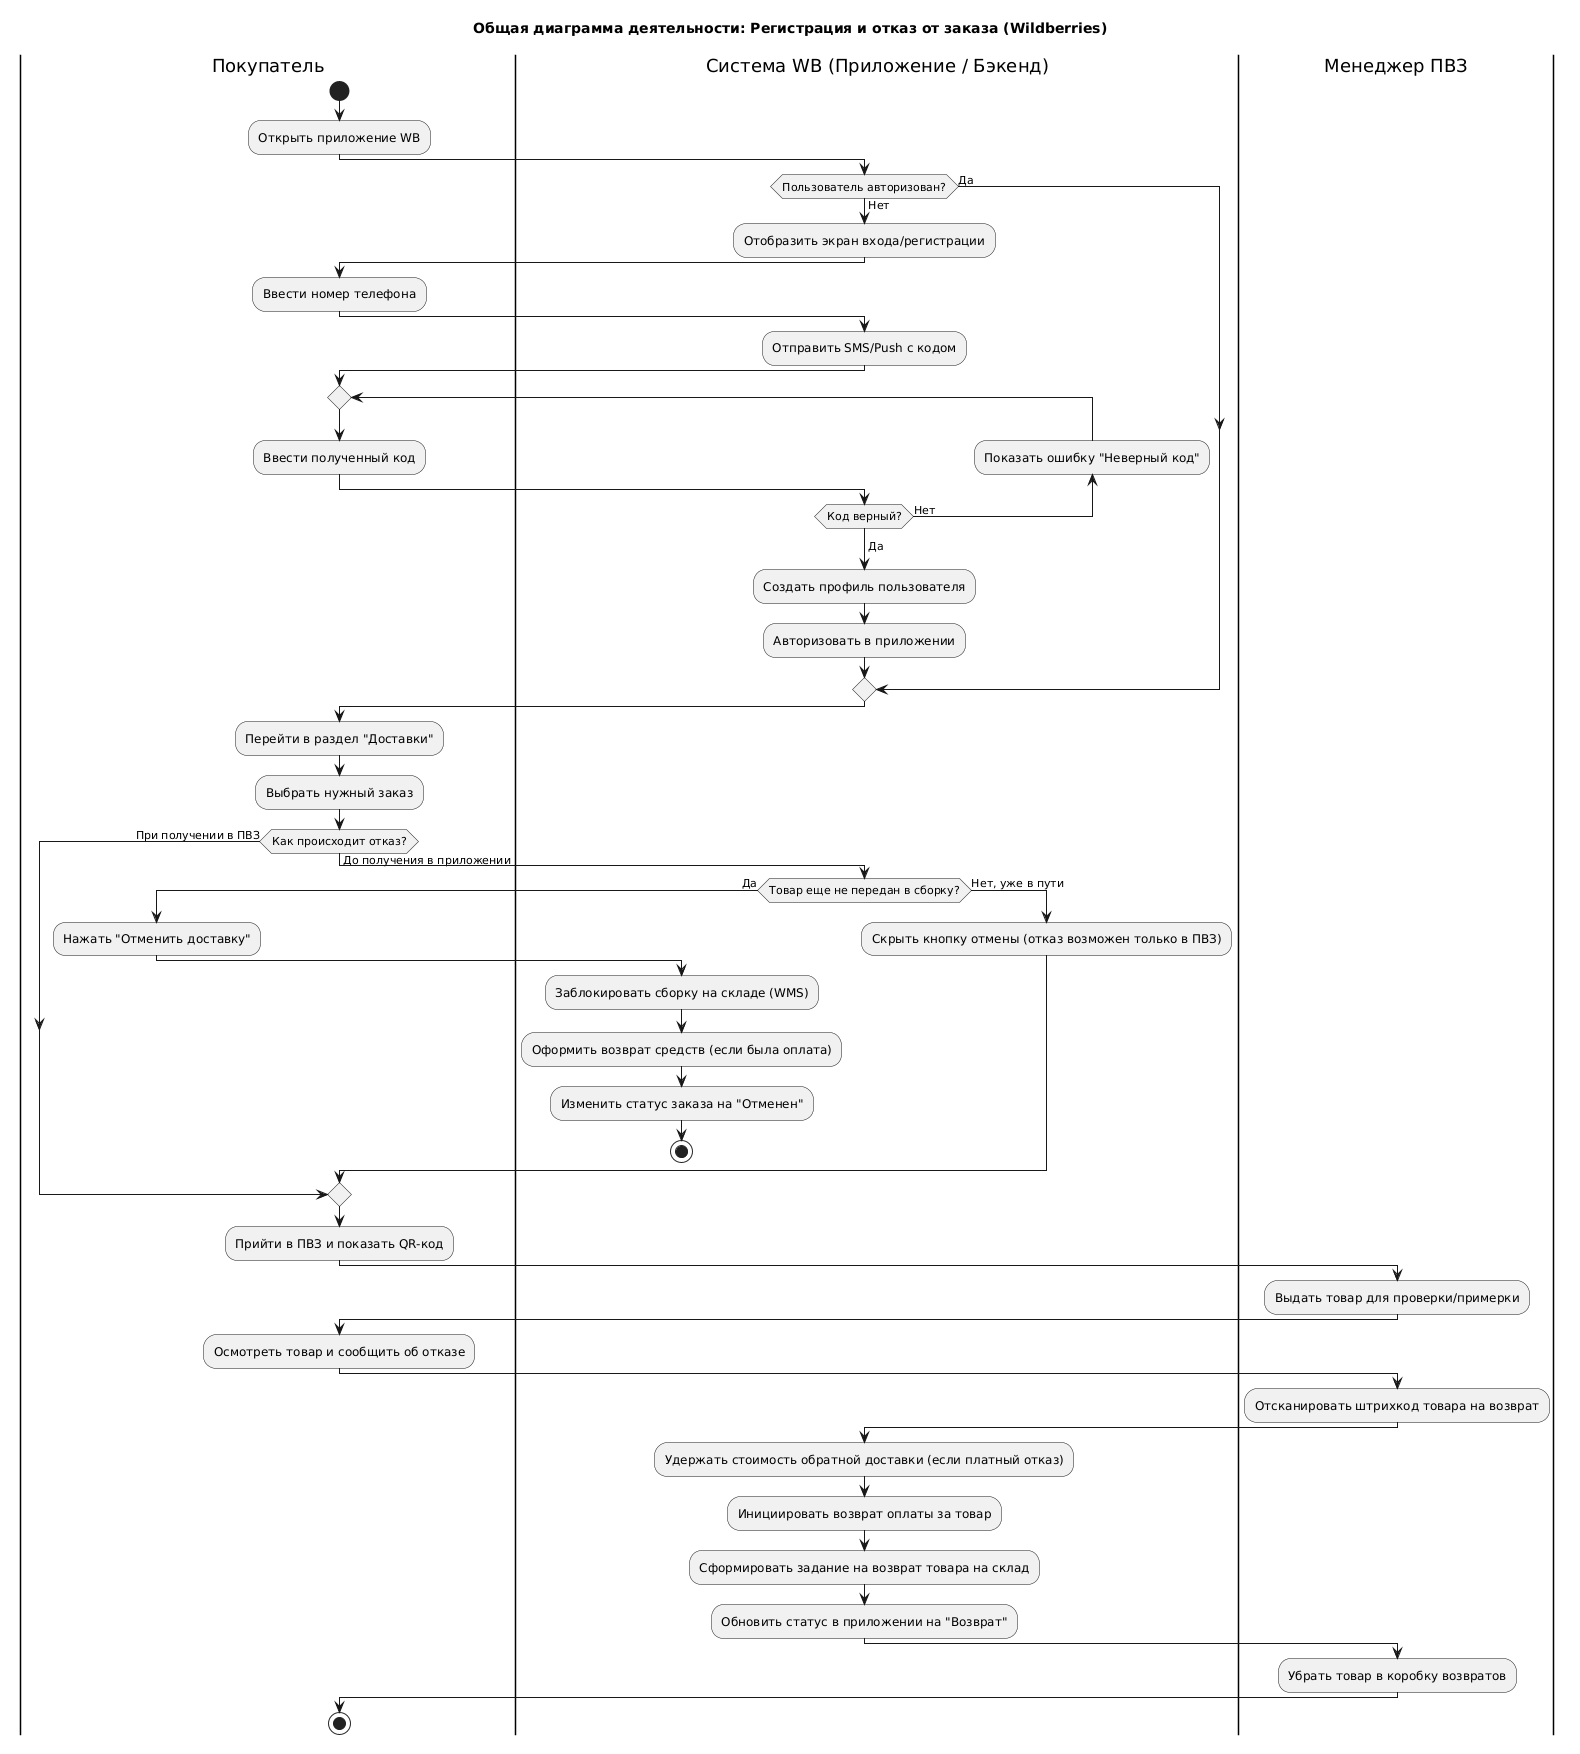 Общая диаграмма деятельности: Регистрация и отказ от заказа (Wildberries)
Покупатель
Система WB (Приложение / Бэкенд)
Менеджер ПВЗ
Открыть приложение WB
Пользователь авторизован?
Да
Нет
Отобразить экран входа/регистрации
Ввести номер телефона
Отправить SMS/Push с кодом
Ввести полученный код
Показать ошибку "Неверный код"
Код верный?
Нет
Да
Создать профиль пользователя
Авторизовать в приложении
Перейти в раздел "Доставки"
Выбрать нужный заказ
При получении в ПВЗ
Как происходит отказ?
До получения в приложении
Да
Товар еще не передан в сборку?
Нет, уже в пути
Нажать "Отменить доставку"
Скрыть кнопку отмены (отказ возможен только в ПВЗ)
Заблокировать сборку на складе (WMS)
Оформить возврат средств (если была оплата)
Изменить статус заказа на "Отменен"
Прийти в ПВЗ и показать QR-код
Выдать товар для проверки/примерки
Осмотреть товар и сообщить об отказе
Отсканировать штрихкод товара на возврат
Удержать стоимость обратной доставки (если платный отказ)
Инициировать возврат оплаты за товар
Сформировать задание на возврат товара на склад
Обновить статус в приложении на "Возврат"
Убрать товар в коробку возвратов